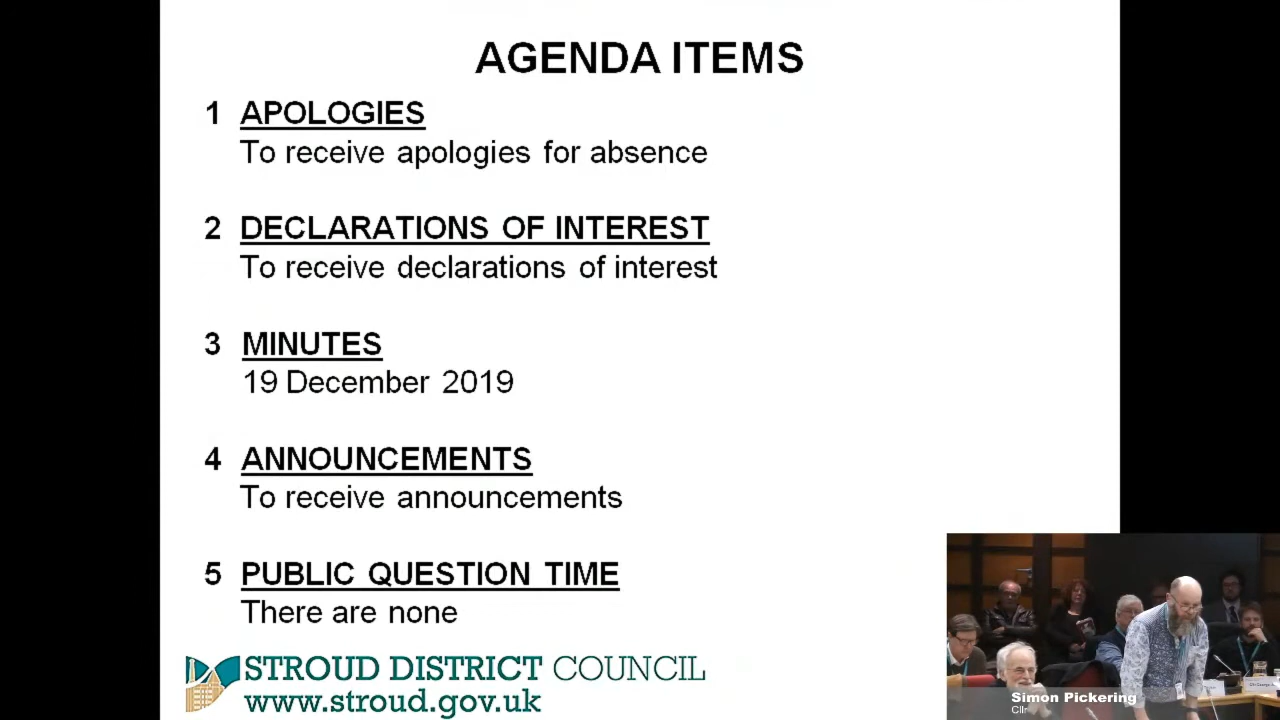 AGENDA ITEMS
1 APOLOGIES
To receive apologies for absence
2 DECLARATIONS OF INTEREST
To receive declarations of interest
3 MINUTES
19 December 2019
4 ANNOUNCEMENTS
To receive announcements
5 PUBLIC QUESTION TIME
There are none
STROUD DISTRICT COUNCIL
www.stroud.gov.uk
Simon Pickering
Cllr